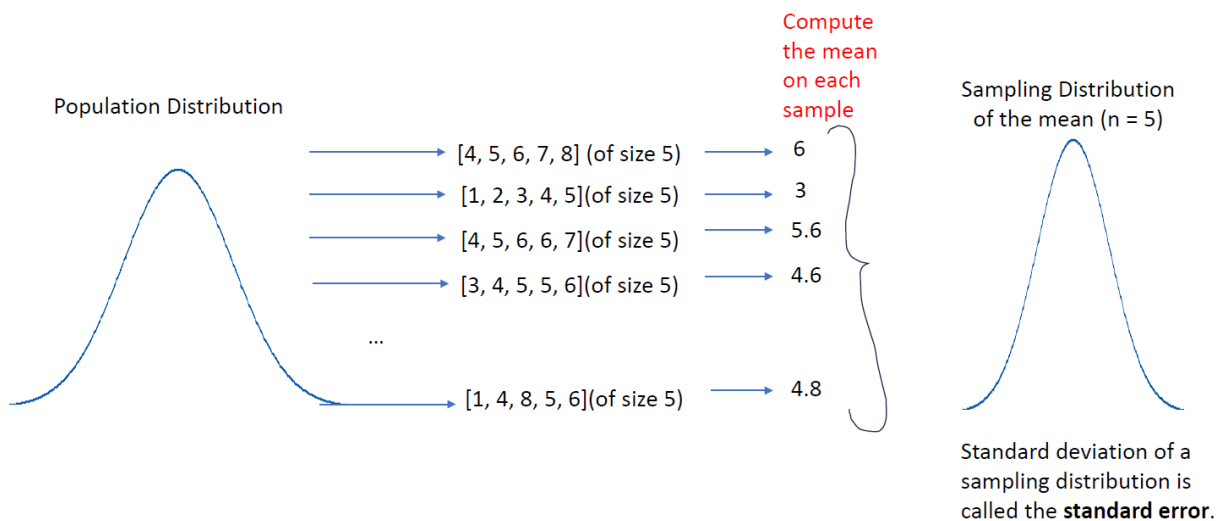 Population Distribution
Compute
the mean
on each
sample
Sampling Distribution
of the mean (n = 5)
[4, 5, 6, 7, 8] (of size 5)
6
[1, 2, 3, 4, 5](of size 5)
3
[4, 5, 6, 6, 7](of size 5)
5.6
[3, 4, 5, 5, 6](of size 5)
4.6
...
[1, 4, 8, 5, 6](of size 5)
4.8
Standard deviation of a
sampling distribution is
called the standard error.